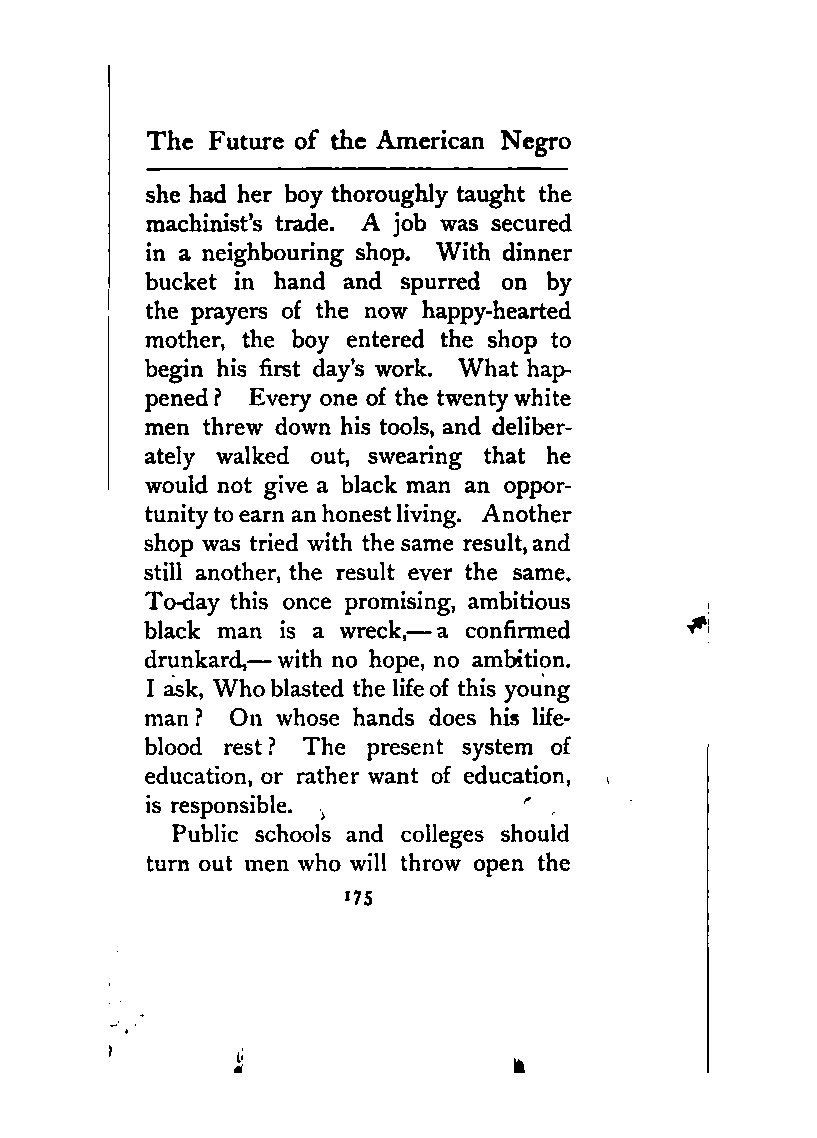 The Future of the American Negro
she had her boy thoroughly taught the
machinist's trade. A job was secured
in a neighbouring shop. With dinner
bucket in hand and spurred on by
the prayers of the now happy-hearted
mother, the boy entered the shop to
begin his first day's work. What hap-
pened? Every one of the twenty white
men threw down his tools, and deliber-
ately walked out, swearing that he
would not give a black man an oppor-
tunity to earn an honest living. Another
shop was tried with the same result, and
still another, the result ever the same.
To-day this once promising, ambitious
black man is a wreck,— a confirmed
drunkard,— with no hope, no ambition.
I ask, Who blasted the life of this young
man? On whose hands does his life-
blood rest? The present system of
education, or rather want of education,
is responsible.
Public schools and colleges should
turn out men who will throw open the
175